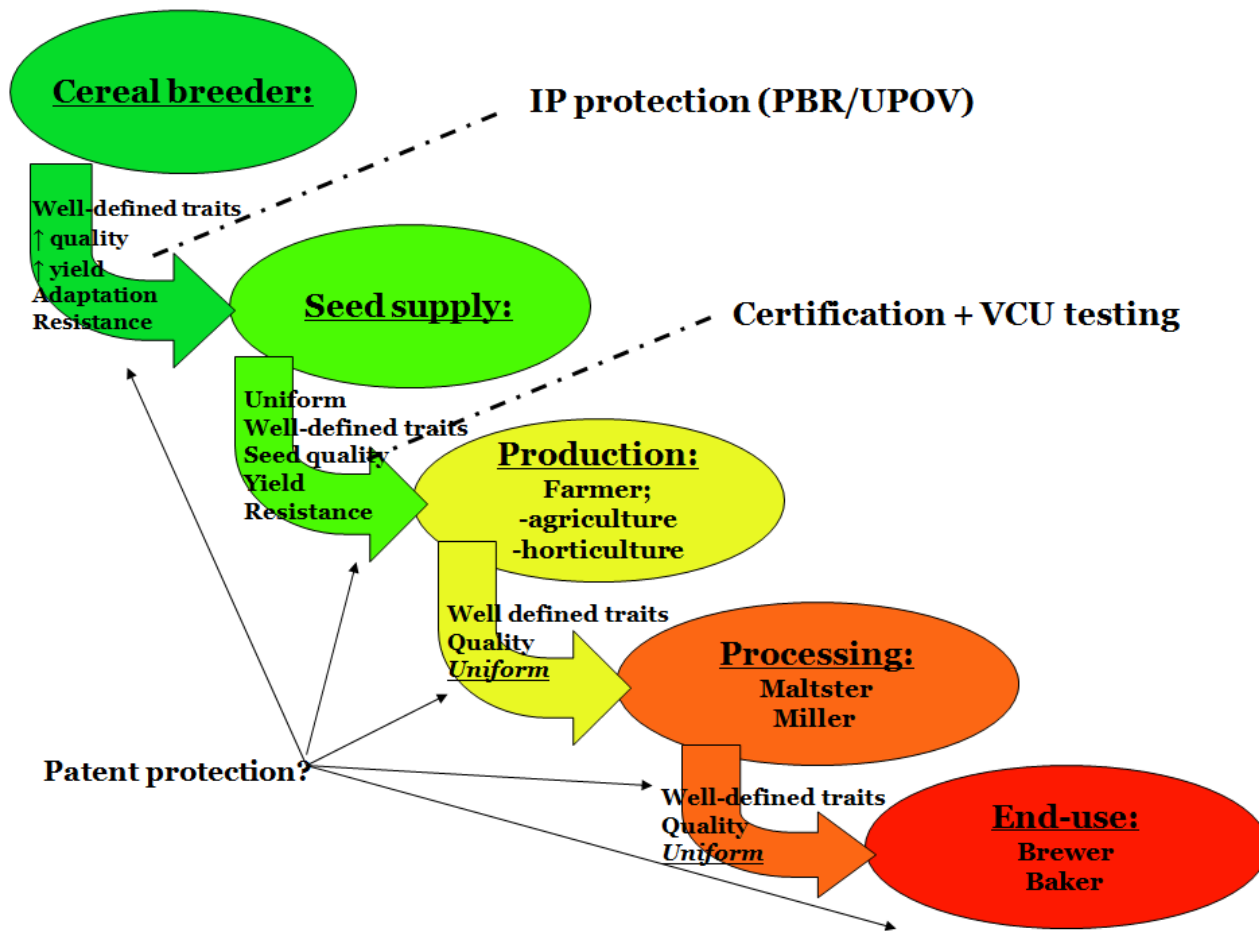 Cereal breeder:
IP protection (PBR/UPOV)
Well-defined traits
↑ quality
↑ yield
Adaptation
Resistance
Seed supply:
Certification + VCU testing
Uniform
Well-defined traits
Seed quality
Yield
Resistance
Production:
Farmer;
-agriculture
-horticulture
Well defined traits
Quality
Uniform
Processing:
Maltster
Miller
Patent protection?
Well-defined traits
Quality
Uniform
End-use:
Brewer
Baker